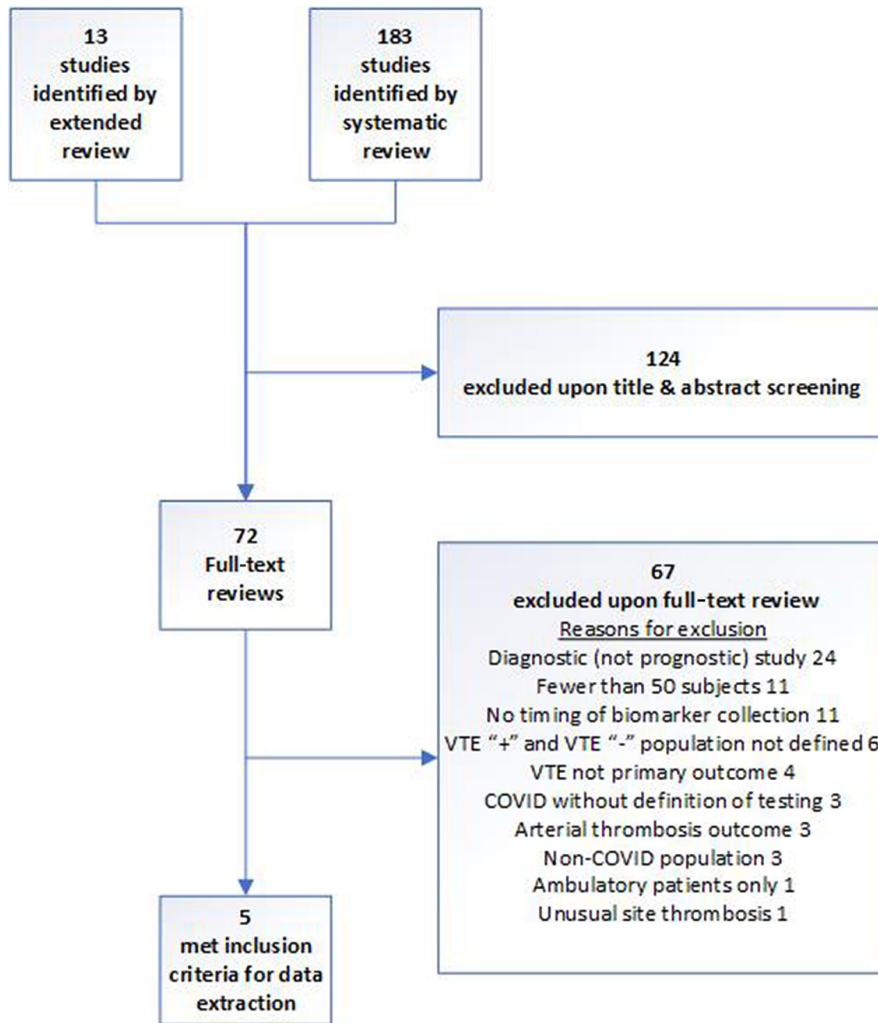 13
studies
identified by
extended
review
183
studies
identified by
systematic
review
124
excluded upon title & abstract screening
72
Full-text
reviews
67
excluded upon full-text review
Reasons for exclusion
Diagnostic (not prognostic) study 24
Fewer than 50 subjects 11
No timing of biomarker collection 11
VTE "+" and VTE "-" population not defined 6
VTE not primary outcome 4
COVID without definition of testing 3
Arterial thrombosis outcome 3
Non-COVID population 3
Ambulatory patients only 1
Unusual site thrombosis 1
5
met inclusion
criteria for data
extraction